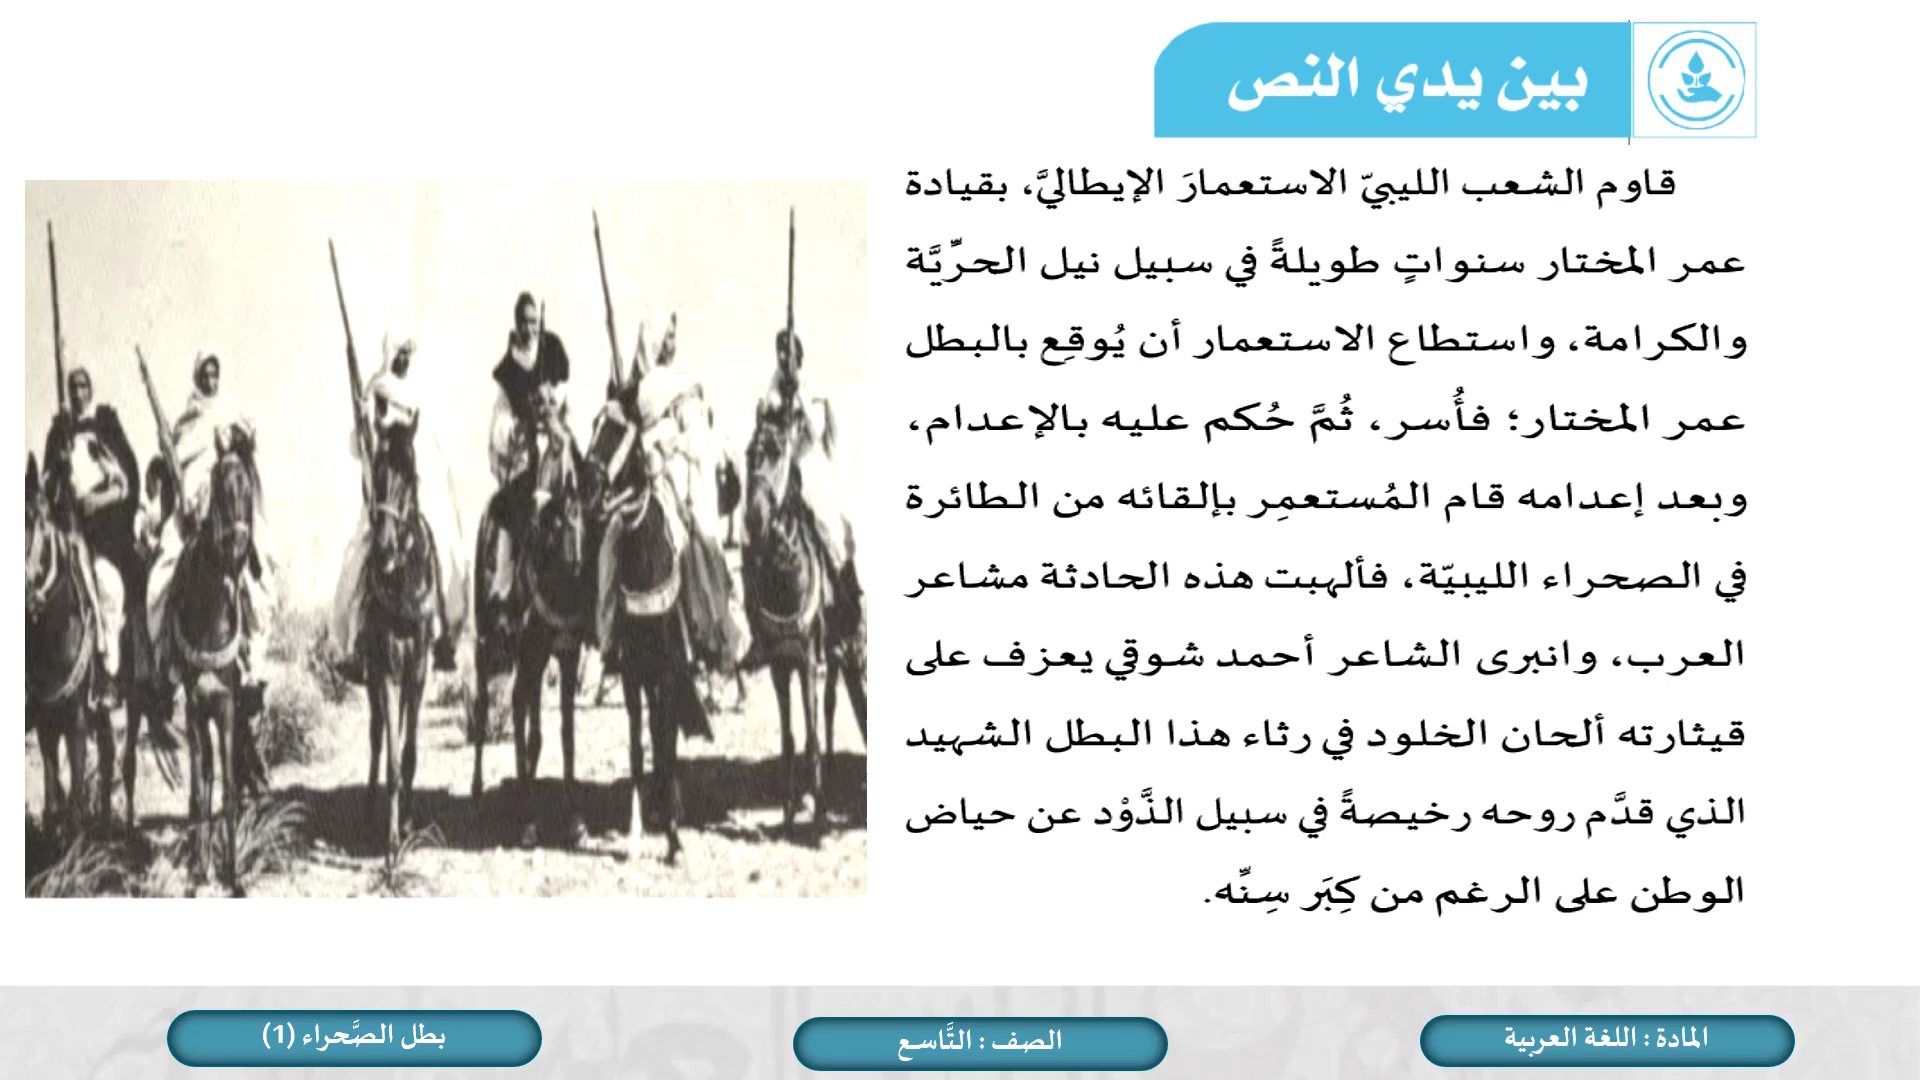 بين يدي النص
قاوم الشعب الليبيّ الاستعمارَ الإيطاليَّ، بقيادة
عمر المختار سنواتٍ طويلةً في سبيل نيل الحرِّيَّة
والكرامة، واستطاع الاستعمار أن يُوقِع بالبطل
عمر المختار؛ فأُسر، ثُمَّ حُكم عليه بالإعدام،
وبعد إعدامه قام المُستعمِر بإلقائه من الطائرة
في الصحراء الليبيّة، فألهبت هذه الحادثة مشاعر
العرب، وانبرى الشاعر أحمد شوقي يعزف على
قيثارته ألحان الخلود في رثاء هذا البطل الشهيد
الذي قدَّم روحه رخيصةً في سبيل الذَّوْد عن حياض
الوطن على الرغم من كِبَر سِنِّه.
المادة : اللغة العربية
الصف : التَّاسع
بطل الصَّحراء (1)